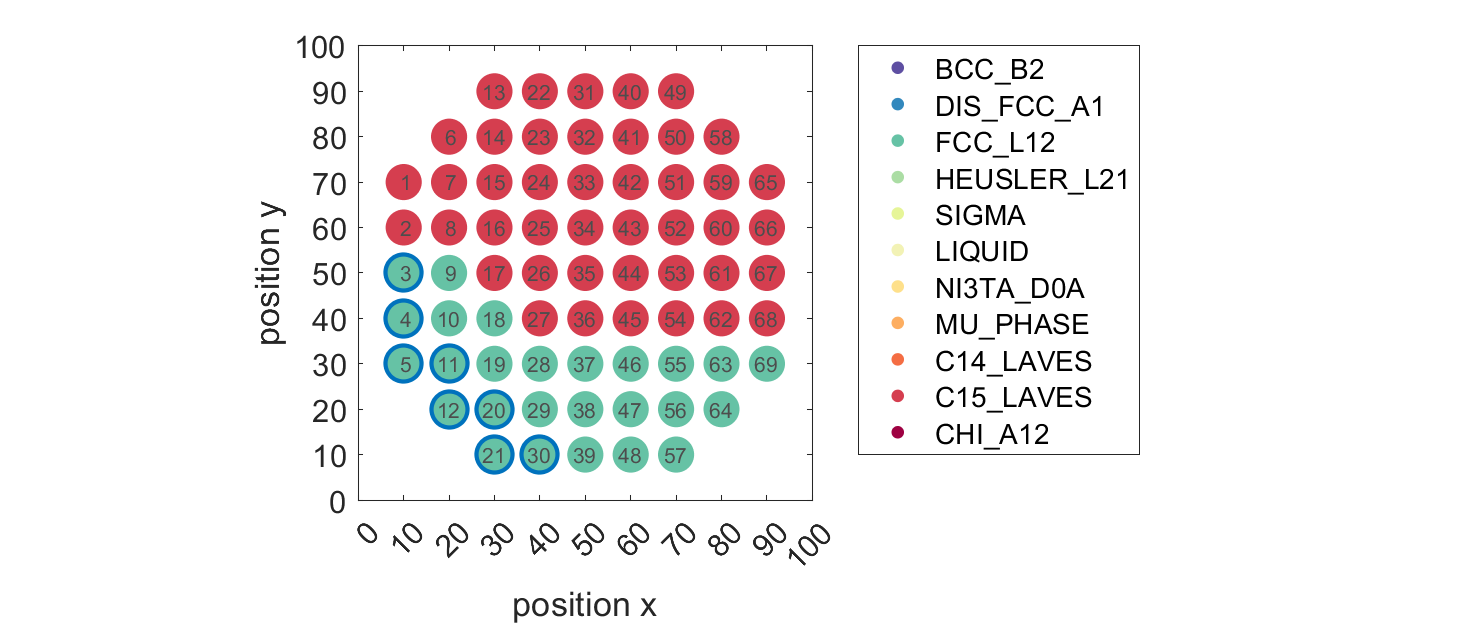 100
90
80
70
60
50
40
30
20
10
0
position y
13 22 31 40 49
6 14 23 32 41 50 58
1 7 15 24 33 42 51 59 65
2 8 16 25 34 43 52 60 66
3 9 17 26 35 44 53 61 67
4 10 18 27 36 45 54 62 68
5 11 19 28 37 46 55 63 69
12 20 29 38 47 56 64
21 30 39 48 57
0 10 20 30 40 50 60 70 80 90 100
position x
BCC_B2
DIS_FCC_A1
FCC_L12
HEUSLER_L21
SIGMA
LIQUID
NI3TA_D0A
MU_PHASE
C14_LAVES
C15_LAVES
CHI_A12